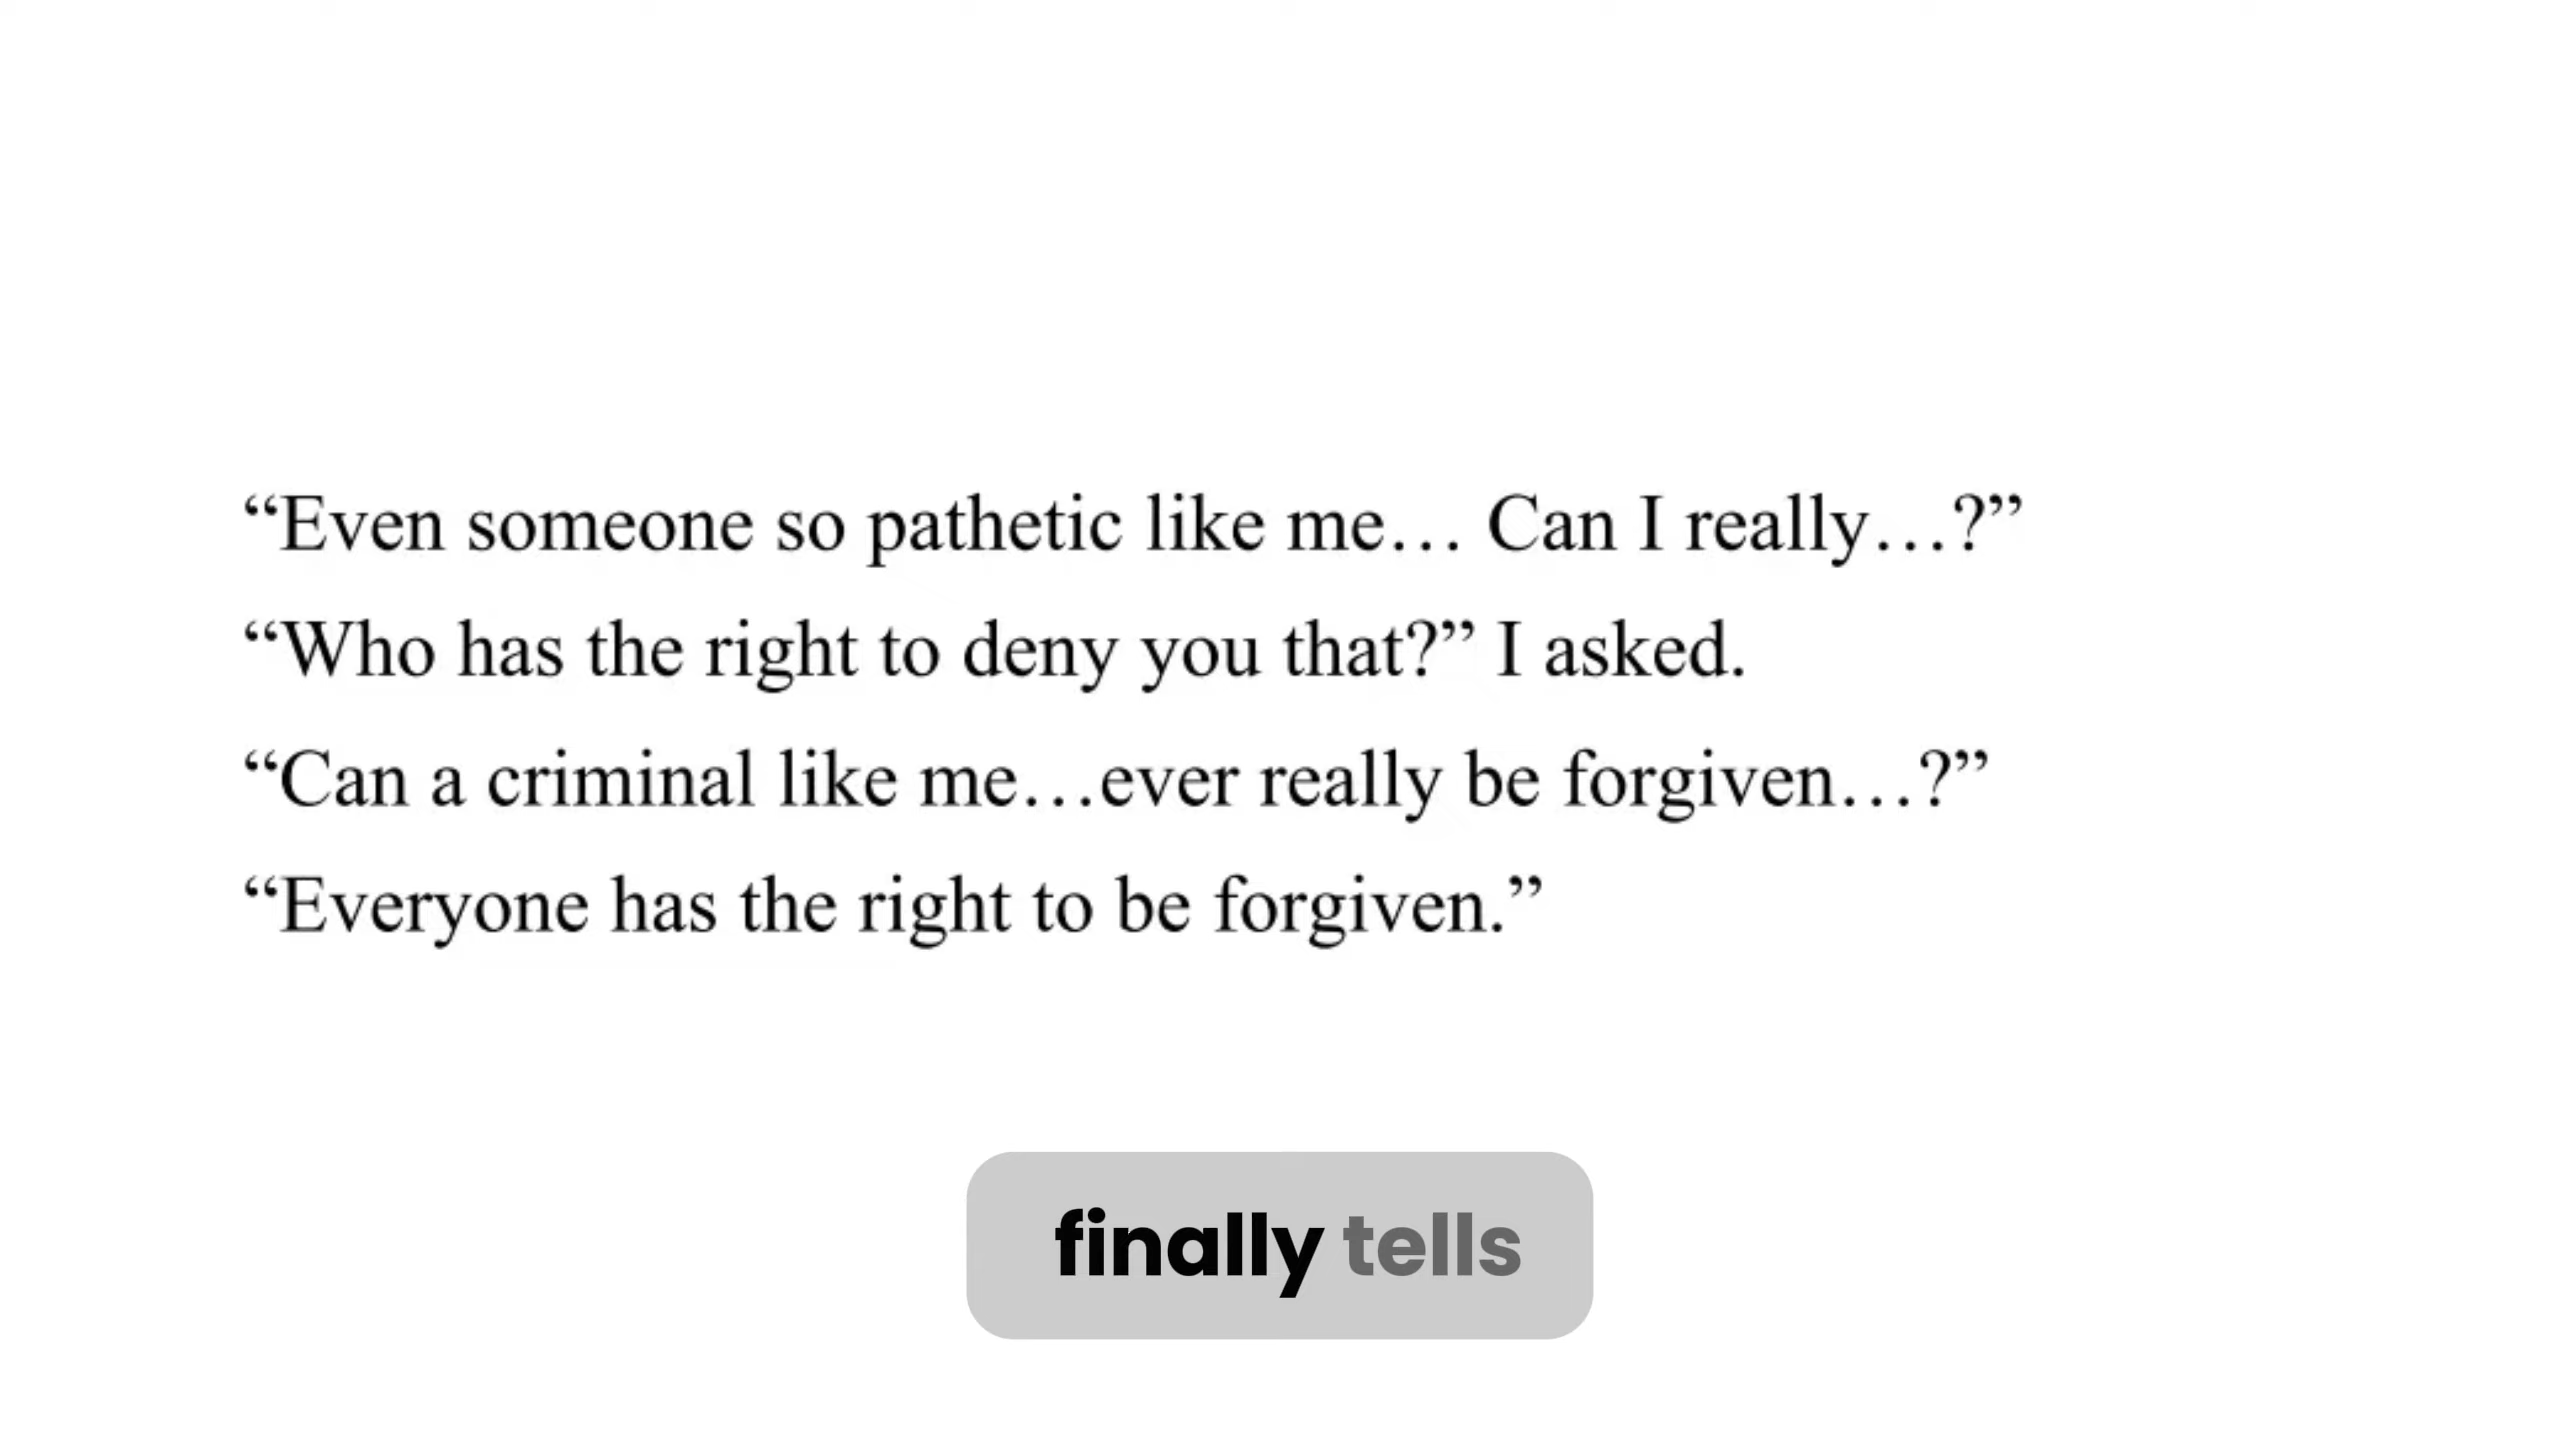 “Even someone so pathetic like me… Can I really…?”
“Who has the right to deny you that?” I asked.
“Can a criminal like me…ever really be forgiven…?”
“Everyone has the right to be forgiven.”
finally tells